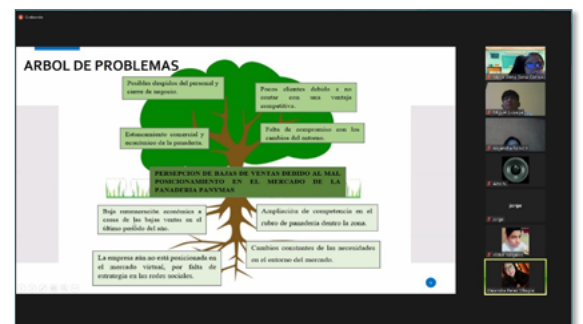 ARBOL DE PROBLEMAS
Posibles despidos del personal y
cierre de negocio.
Pocos clientes debido a no
contar con una ventaja
competitiva.
Estancamiento comercial y
económico de la panadería.
Falta de compromiso con los
cambios del entorno.
PERSEPCION DE BAJAS DE VENTAS DEBIDO AL MAL
POSICIONAMIENTO EN EL MERCADO DE LA
PANADERIA PANYMAS
Baja remuneración económica a
causa de las bajas ventas en el
último período del año.
Ampliación de competencia en el
rubro de panadería dentro la zona.
Cambios constantes de las necesidades
en el entorno del mercado.
La empresa aún no está posicionada en
el mercado virtual, por falta de
estrategia en las redes sociales.
Jorge